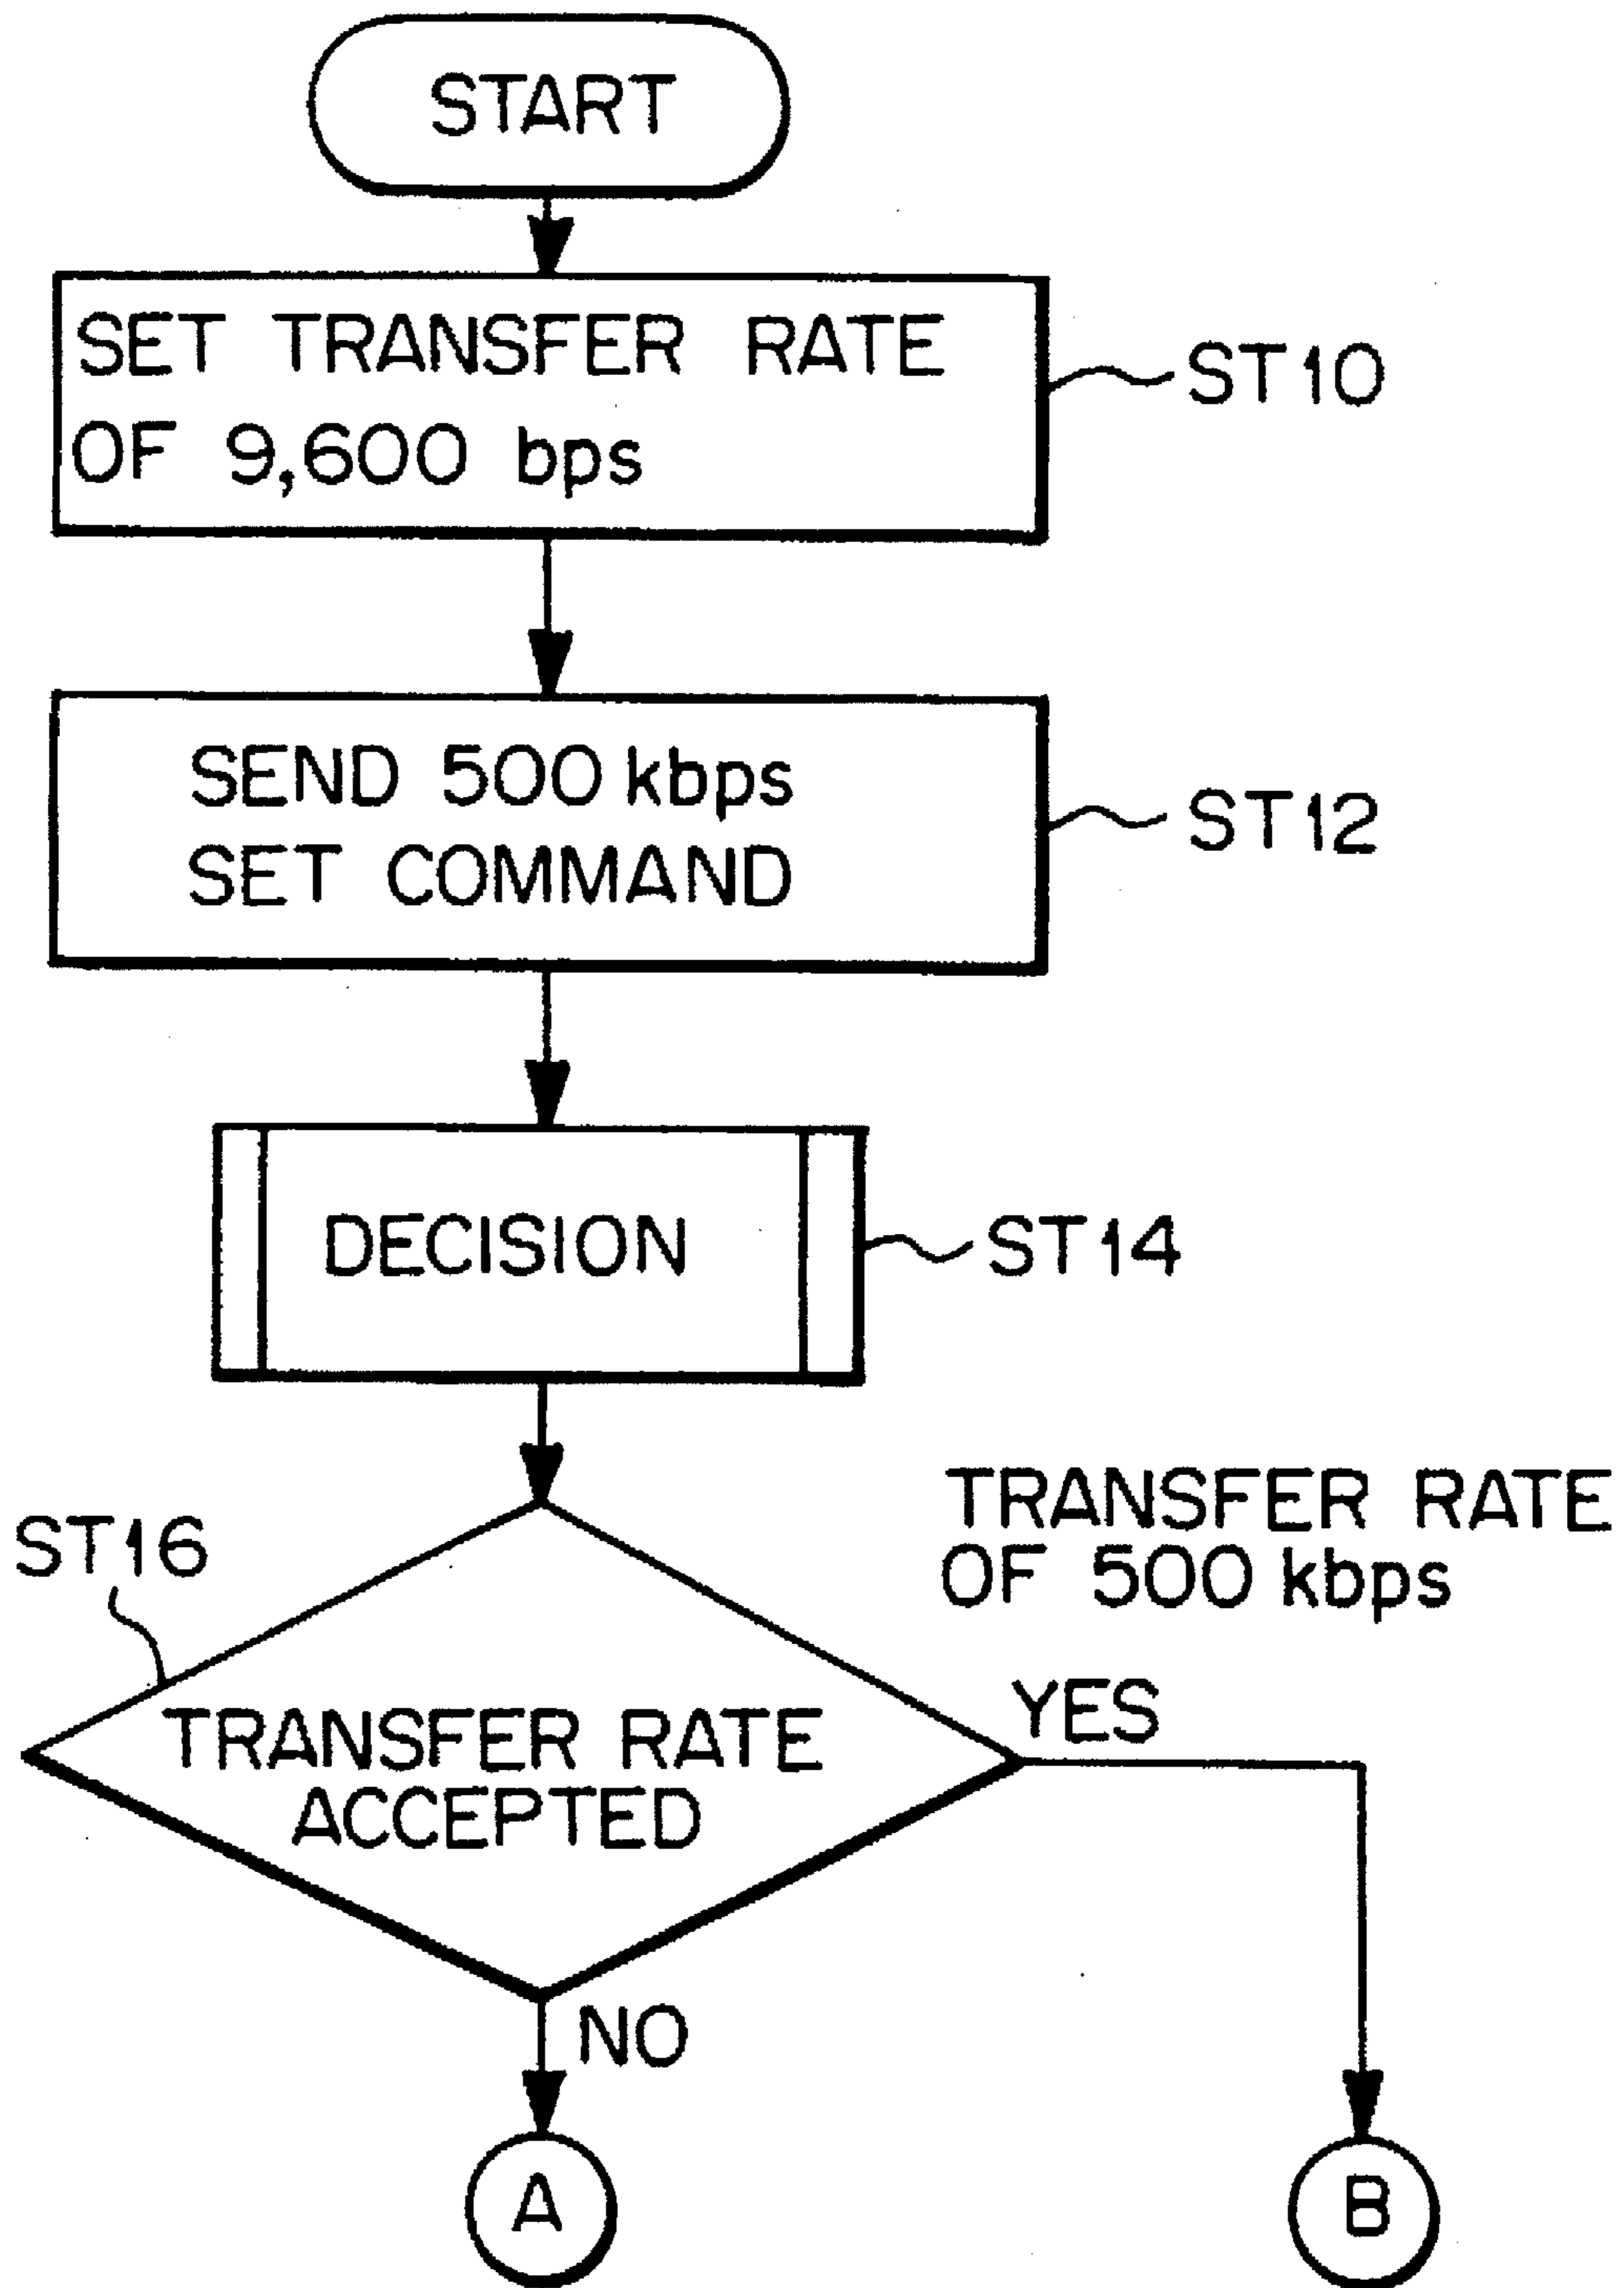 START
SET TRANSFER RATE
OF 9,600 bps
ST10
SEND 500 kbps
SET COMMAND
ST12
DECISION
ST14
TRANSFER RATE
OF 500 kbps
ST16
YES
TRANSFER RATE
ACCEPTED
NO
A
B